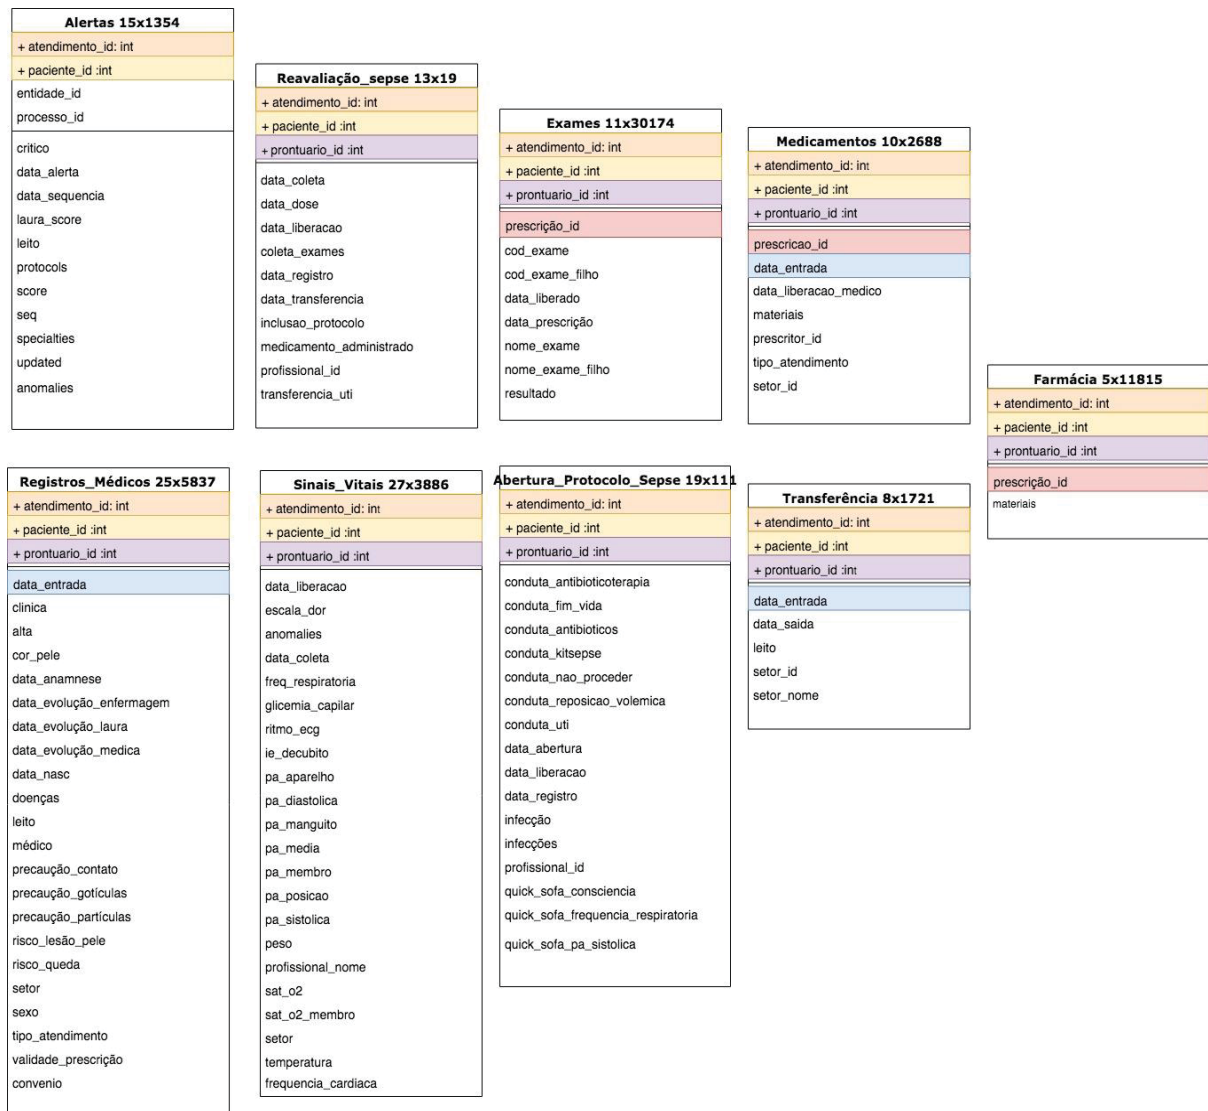 Alertas 15x1354
+ atendimento_id: int
+ paciente_id :int
entidade_id
processo_id
critico
data_alerta
data_sequencia
laura_score
leito
protocols
score
seq
specialties
updated
anomalies
Reavaliação_sepse 13x19
+ atendimento_id: int
+ paciente_id :int
+ prontuario_id :int
data_coleta
data_dose
data_liberacao
coleta_exames
data_registro
data_transferência
inclusao_protocolo
medicamento_administrado
profissional_id
transferencia_uti
Exames 11x30174
+ atendimento_id: int
+ paciente_id :int
+ prontuario_id :int
prescrição_id
cod_exame
cod_exame_filho
data_liberado
data_prescrição
nome_exame
nome_exame_filho
resultado
Medicamentos 10x2688
+ atendimento_id: int
+ paciente_id :int
+ prontuario_id :int
prescricao_id
data_entrada
data_liberacao_medico
materiais
prescritor_id
tipo_atendimento
setor_id
Farmácia 5x11815
+ atendimento_id: int
+ paciente_id :int
+ prontuario_id :int
prescrição_id
materiais
Registros_Médicos 25x5837
+ atendimento_id: int
+ paciente_id :int
+ prontuario_id :int
data_entrada
clinica
alta
cor_pele
data_anamnese
data_evolução_enfermagem
data_evolução_laura
data_evolução_medica
data_nasc
doenças
leito
médico
precaução_contato
precaução_gotículas
precaução_partículas
risco_lesão_pele
risco_queda
setor
sexo
tipo_atendimento
validade_prescrição
convenio
Sinais_Vitais 27x3886
+ atendimento_id: int
+ paciente_id :int
+ prontuario_id :int
data_liberacao
escala_dor
anomalies
data_coleta
freq_respiratoria
glicemia_capilar
ritmo_ecg
ie_decubito
pa_aparelho
pa_diastolica
pa_manguito
pa_media
pa_membro
pa_posicao
pa_sistolica
peso
profissional_nome
sat_o2
sat_o2_membro
setor
temperatura
frequencia_cardiaca
Abertura_Protocolo_Sepse 19x111
+ atendimento_id: int
+ paciente_id :int
+ prontuario_id :int
conduta_antibioticoterapia
conduta_fim_vida
conduta_antibioticos
conduta_kitsepse
conduta_nao_proceder
conduta_reposicao_volemica
conduta_uti
data_abertura
data_liberacao
data_registro
infecção
infecções
profissional_id
quick_sofa_consciencia
quick_sofa_frequencia_respiratoria
quick_sofa_pa_sistolica
Transferência 8x1721
+ atendimento_id: int
+ paciente_id :int
+ prontuario_id :int
data_entrada
data_saida
leito
setor_id
setor_nome